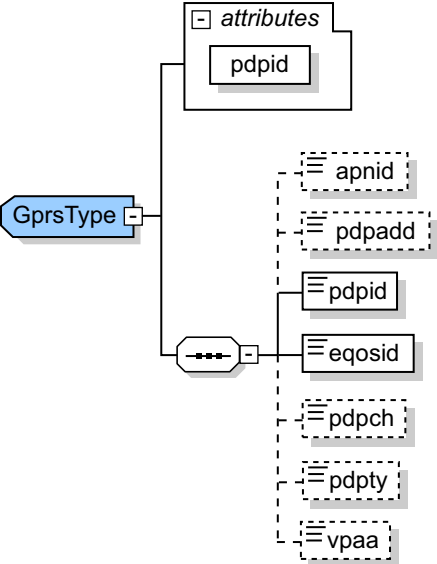 attributes
pdpid
GprsType
apnid
pdpadd
pdpid
eqosid
pdpch
pdpty
vpaa